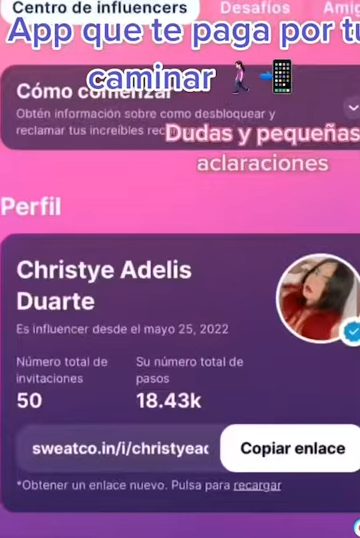 Centro de influencers Desafíos
App que te paga por tu
caminar
Cómo comenzar
Obtén información sobre como desbloquear y
reclamar tus increíbles
Dudas y pequeñas
aclaraciones
Perfil
Christye Adelis
Duarte
Es influencer desde el mayo 25, 2022
Número total de
invitaciones
Su número total de
pasos
50 18.43k
sweatco.in/i/christyead Copiar enlace
*Obtener un enlace nuevo. Pulsa para recargar